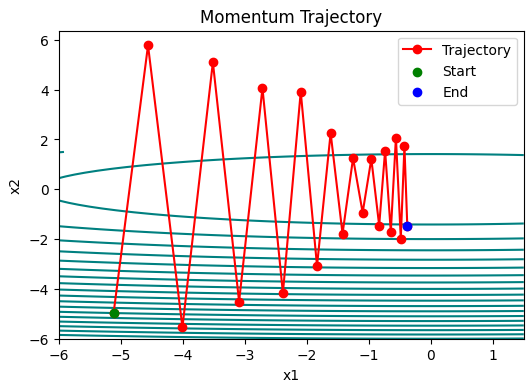 Momentum Trajectory
6
4
2
0
−2
−4
−6
x2
Trajectory
Start
End
−6 −5 −4 −3 −2 −1 0 1
x1